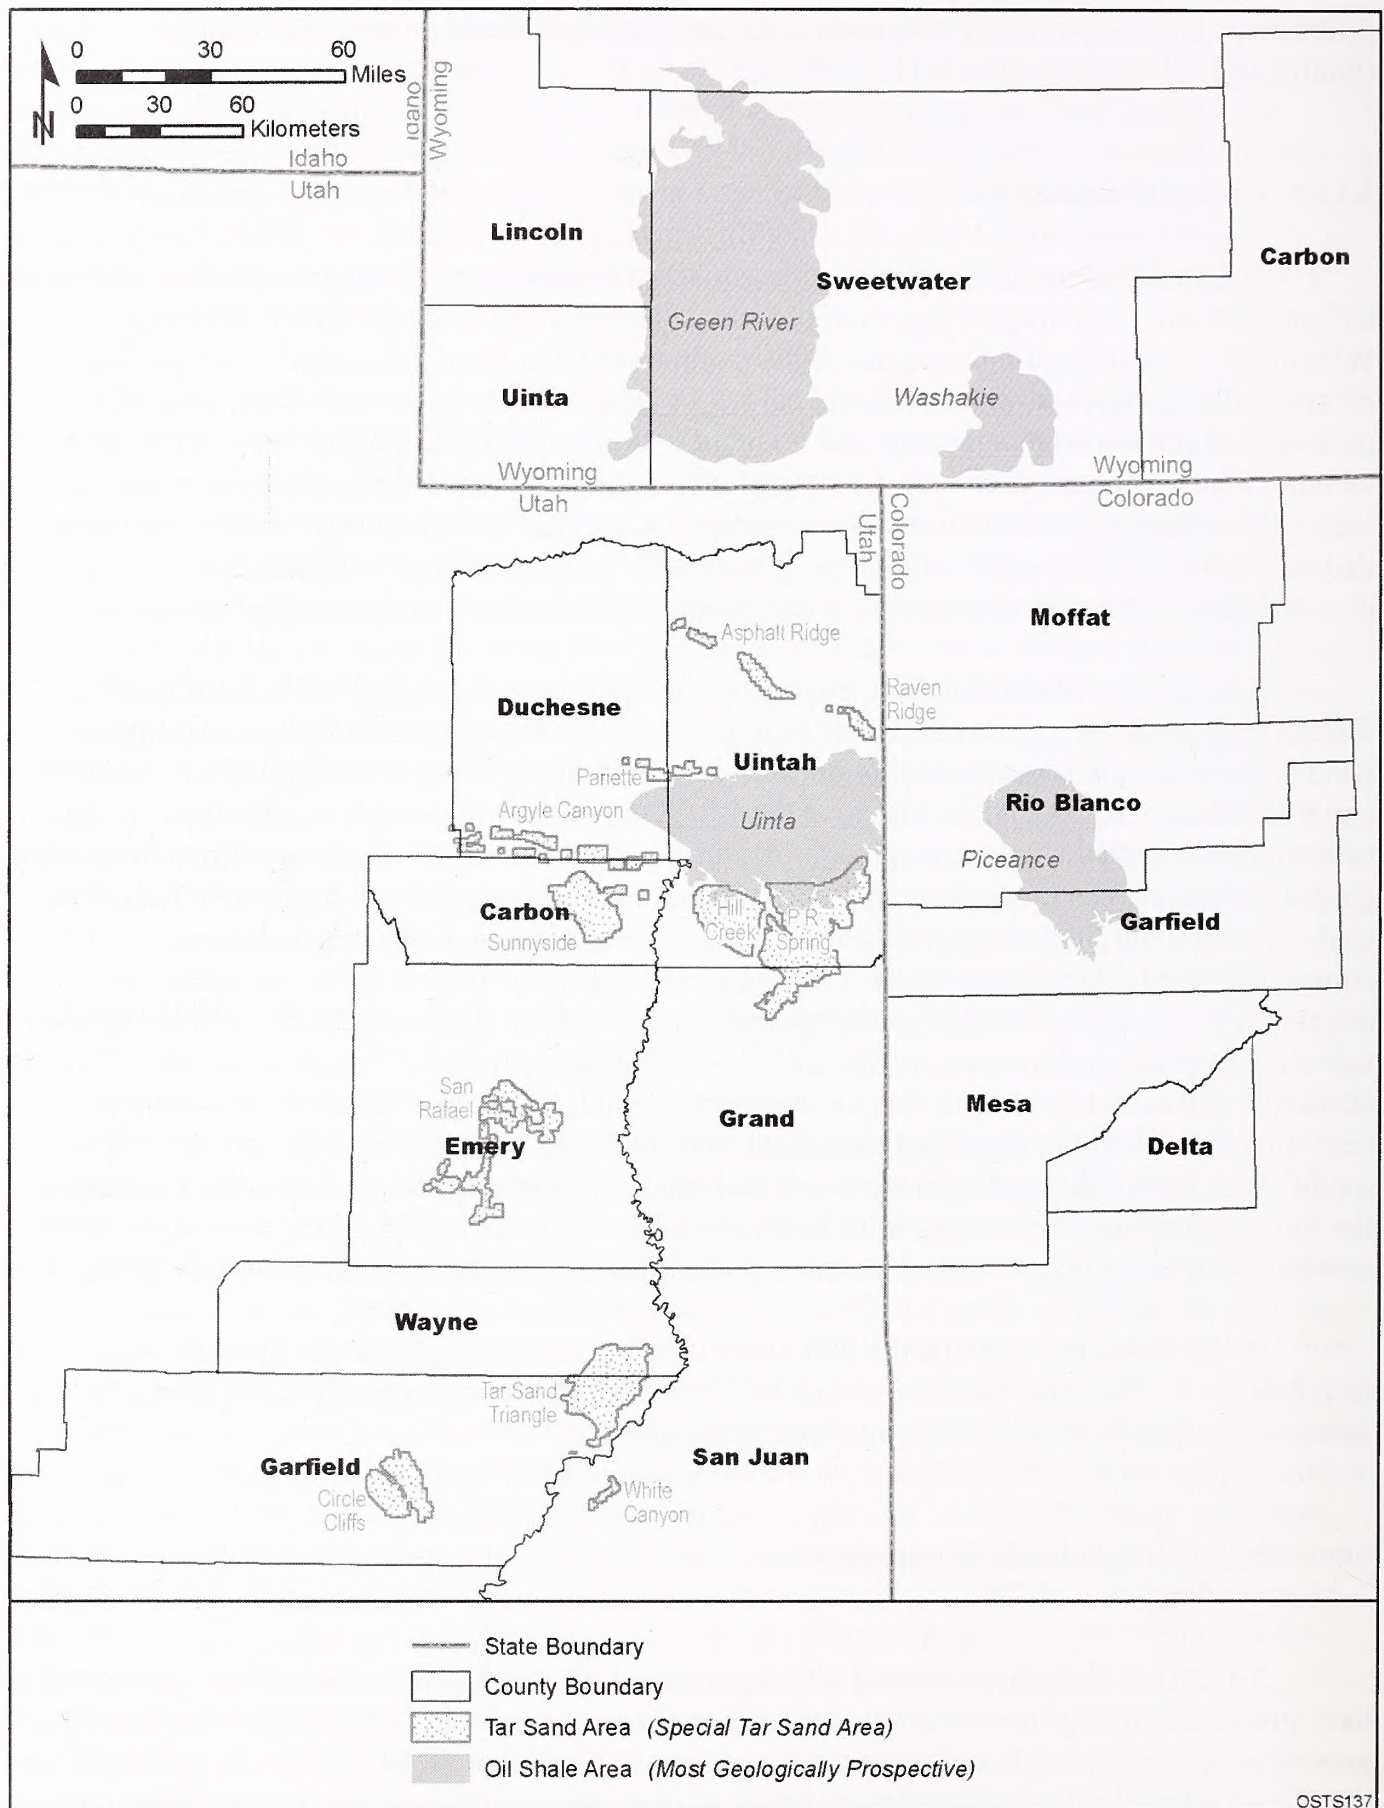 0 30 60
Miles
0 30 60
Kilometers
N
Idaho
Wyoming
Idaho
Utah
Lincoln
Carbon
Sweetwater
Green River
Uinta
Washakie
Wyoming
Utah
Wyoming
Colorado
Utah
Colorado
Moffat
Asphalt Ridge
Raven
Ridge
Duchesne
Uintah
Pariette
Argyle Canyon
Uinta
Rio Blanco
Piceance
Carbon
Sunnyside
Hill
Creek
P.R.
Spring
Garfield
San
Rafael
Emery
Grand
Mesa
Delta
Wayne
Tar Sand
Triangle
San Juan
Garfield
Circle
Cliffs
White
Canyon
State Boundary
County Boundary
Tar Sand Area (Special Tar Sand Area)
Oil Shale Area (Most Geologically Prospective)
OSTS137